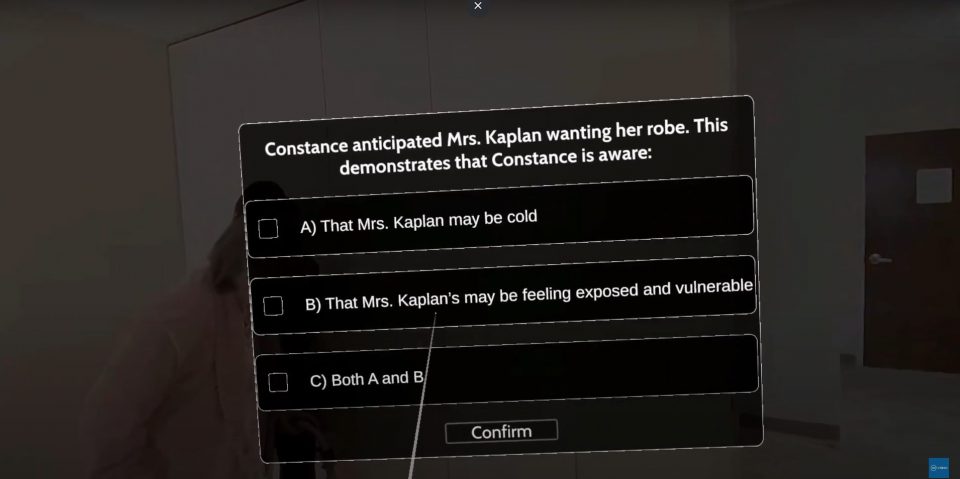 Constance anticipated Mrs. Kaplan wanting her robe. This
demonstrates that Constance is aware:
A) That Mrs. Kaplan may be cold
B) That Mrs. Kaplan's may be feeling exposed and vulnerable
C) Both A and B
Confirm